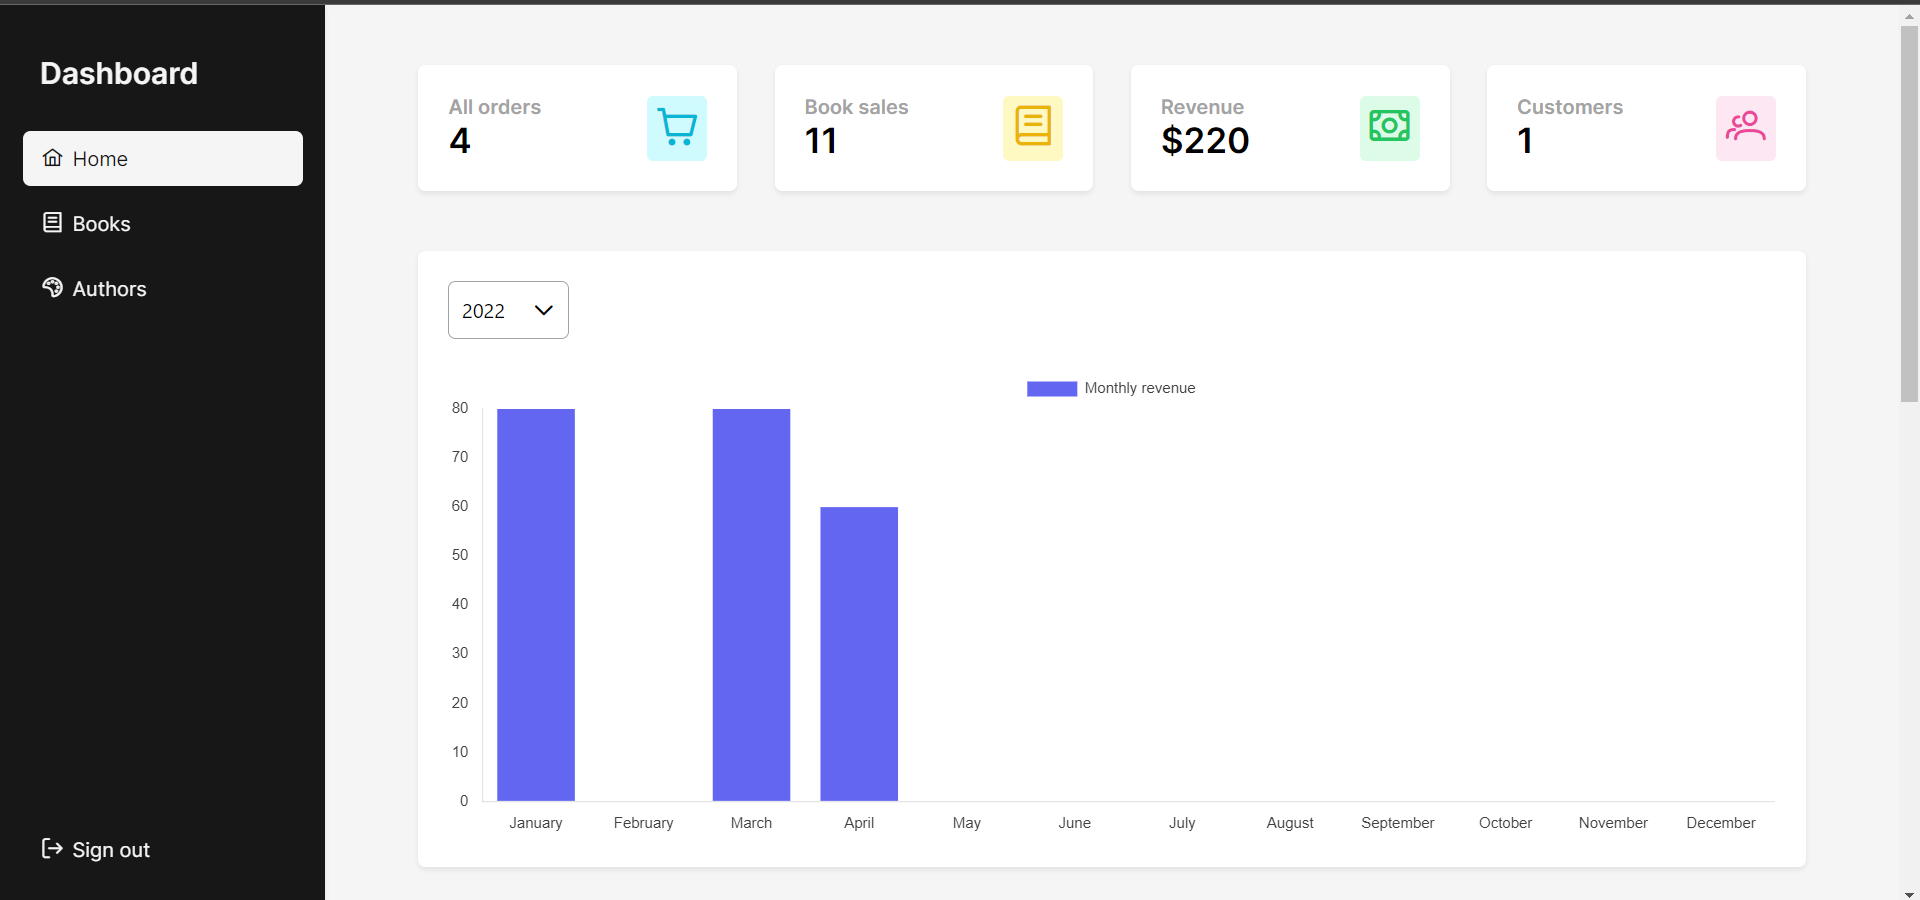 Dashboard
Home
Books
Authors
Sign out
All orders
4
Book sales
11
Revenue
$220
Customers
1
2022
Monthly revenue
80
70
60
50
40
30
20
10
0
January February March April May June July August September October November December